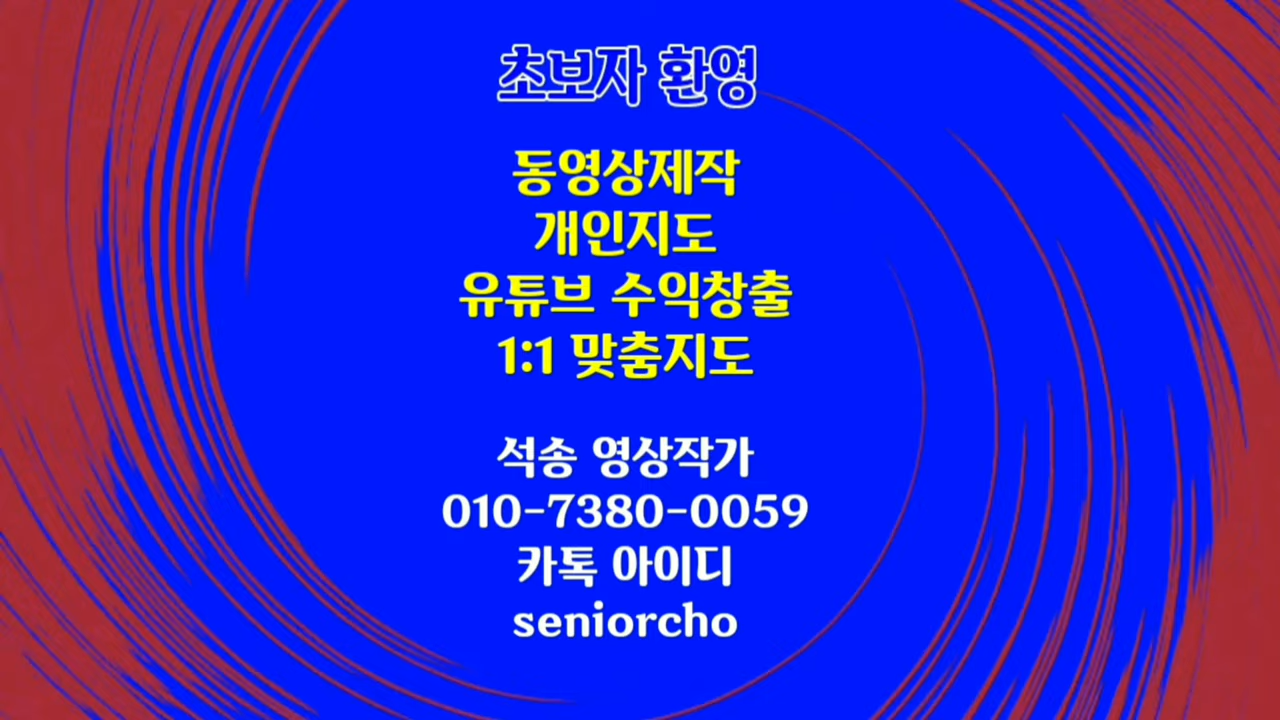 초보자 환영
동영상제작
개인지도
유튜브 수익창출
1:1 맞춤지도
석송 영상작가
010-7380-0059
카톡 아이디
seniorcho